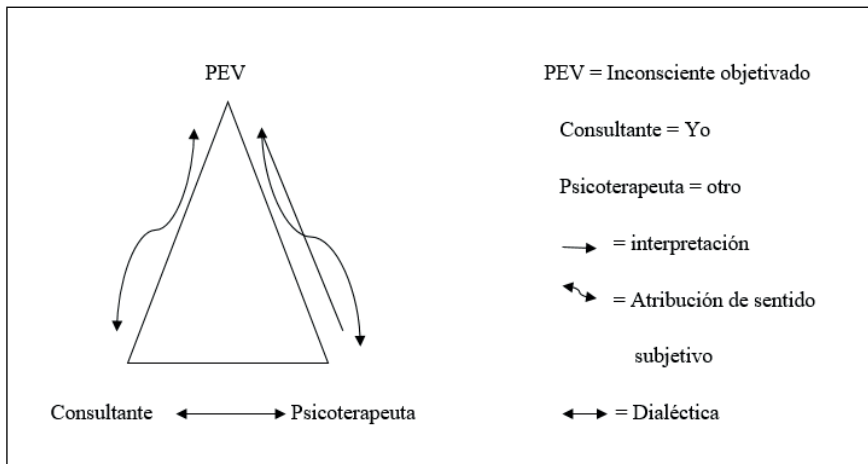 PEV
Consultante
Psicoterapeuta
PEV = Inconsciente objetivado
Consultante = Yo
Psicoterapeuta = otro
= interpretación
= Atribución de sentido
subjetivo
= Dialéctica